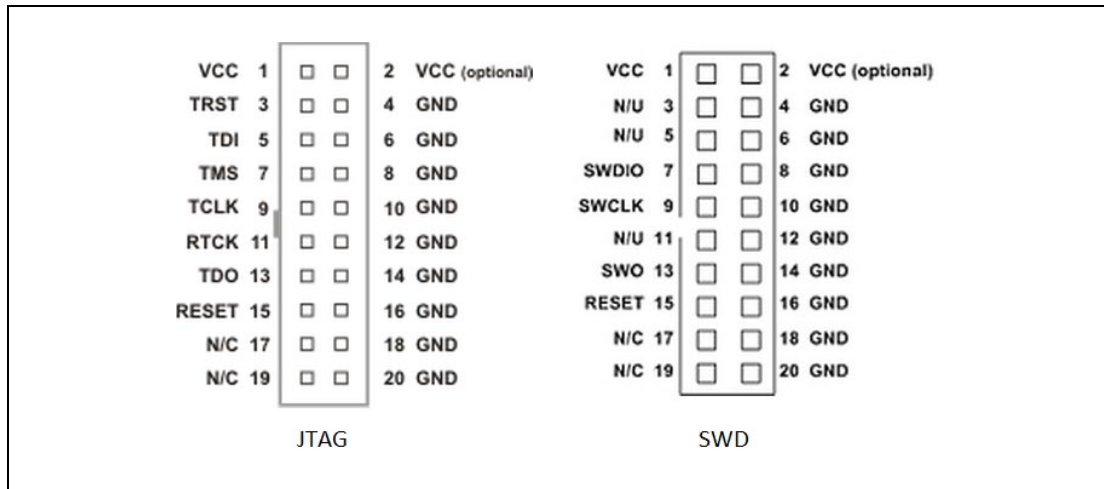 VCC 1 2 VCC (optional) VCC 1 2 VCC (optional)
TRST 3 4 GND N/U 3 4 GND
TDI 5 6 GND N/U 5 6 GND
TMS 7 8 GND SWDIO 7 8 GND
TCLK 9 10 GND SWCLK 9 10 GND
RTCK 11 12 GND N/U 11 12 GND
TDO 13 14 GND SWO 13 14 GND
RESET 15 16 GND RESET 15 16 GND
N/C 17 18 GND N/C 17 18 GND
N/C 19 20 GND N/C 19 20 GND
JTAG SWD